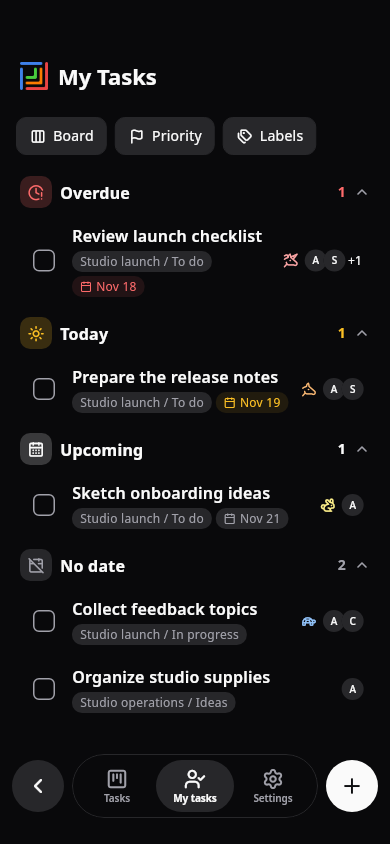 My Tasks
Board Priority Labels
Overdue 1
Review launch checklist
Studio launch / To do A S +1
Nov 18
Today 1
Prepare the release notes
Studio launch / To do Nov 19 A S
Upcoming 1
Sketch onboarding ideas
Studio launch / To do Nov 21 A
No date 2
Collect feedback topics
Studio launch / In progress A C
Organize studio supplies
Studio operations / Ideas A
Tasks My tasks Settings